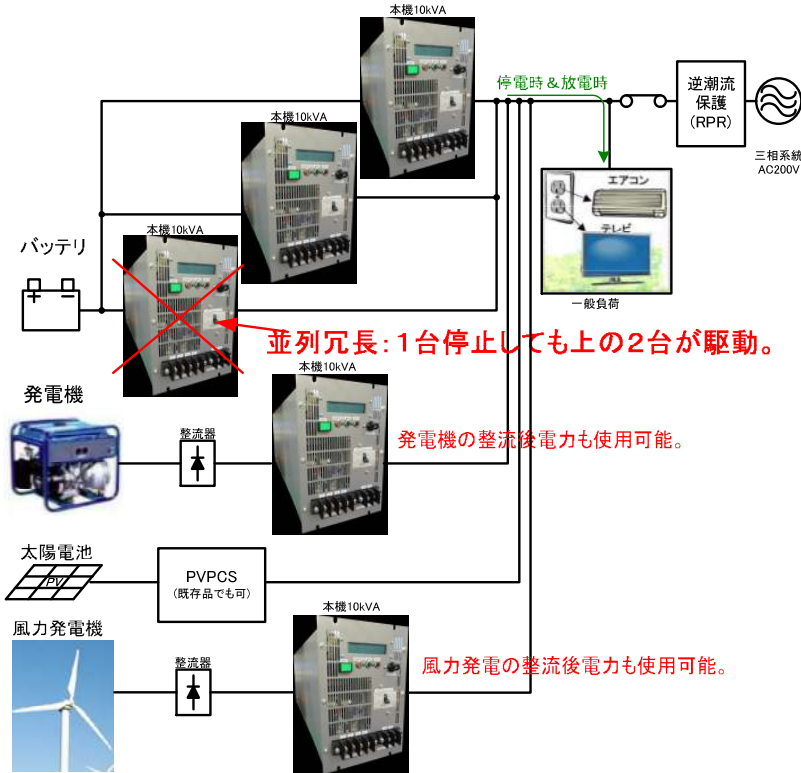 本機10kVA
停電時&放電時
逆潮流
保護
(RPR)
三相系統
AC200V
本機10kVA
エアコン
テレビ
一般負荷
本機10kVA
バッテリ
並列冗長:1台停止しても上の2台が駆動。
本機10kVA
発電機
整流器
発電機の整流後電力も使用可能。
太陽電池
PV
PVPCS
(既存品でも可)
本機10kVA
風力発電機
整流器
風力発電の整流後電力も使用可能。